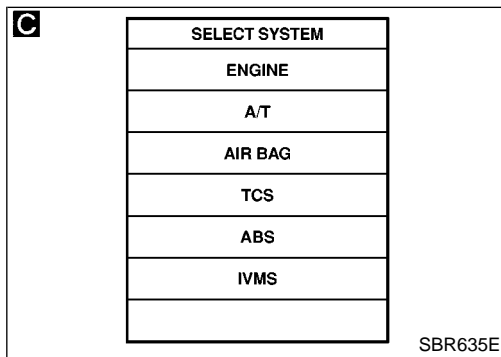 C
SELECT SYSTEM
ENGINE
A/T
AIR BAG
TCS
ABS
IVMS
SBR635E